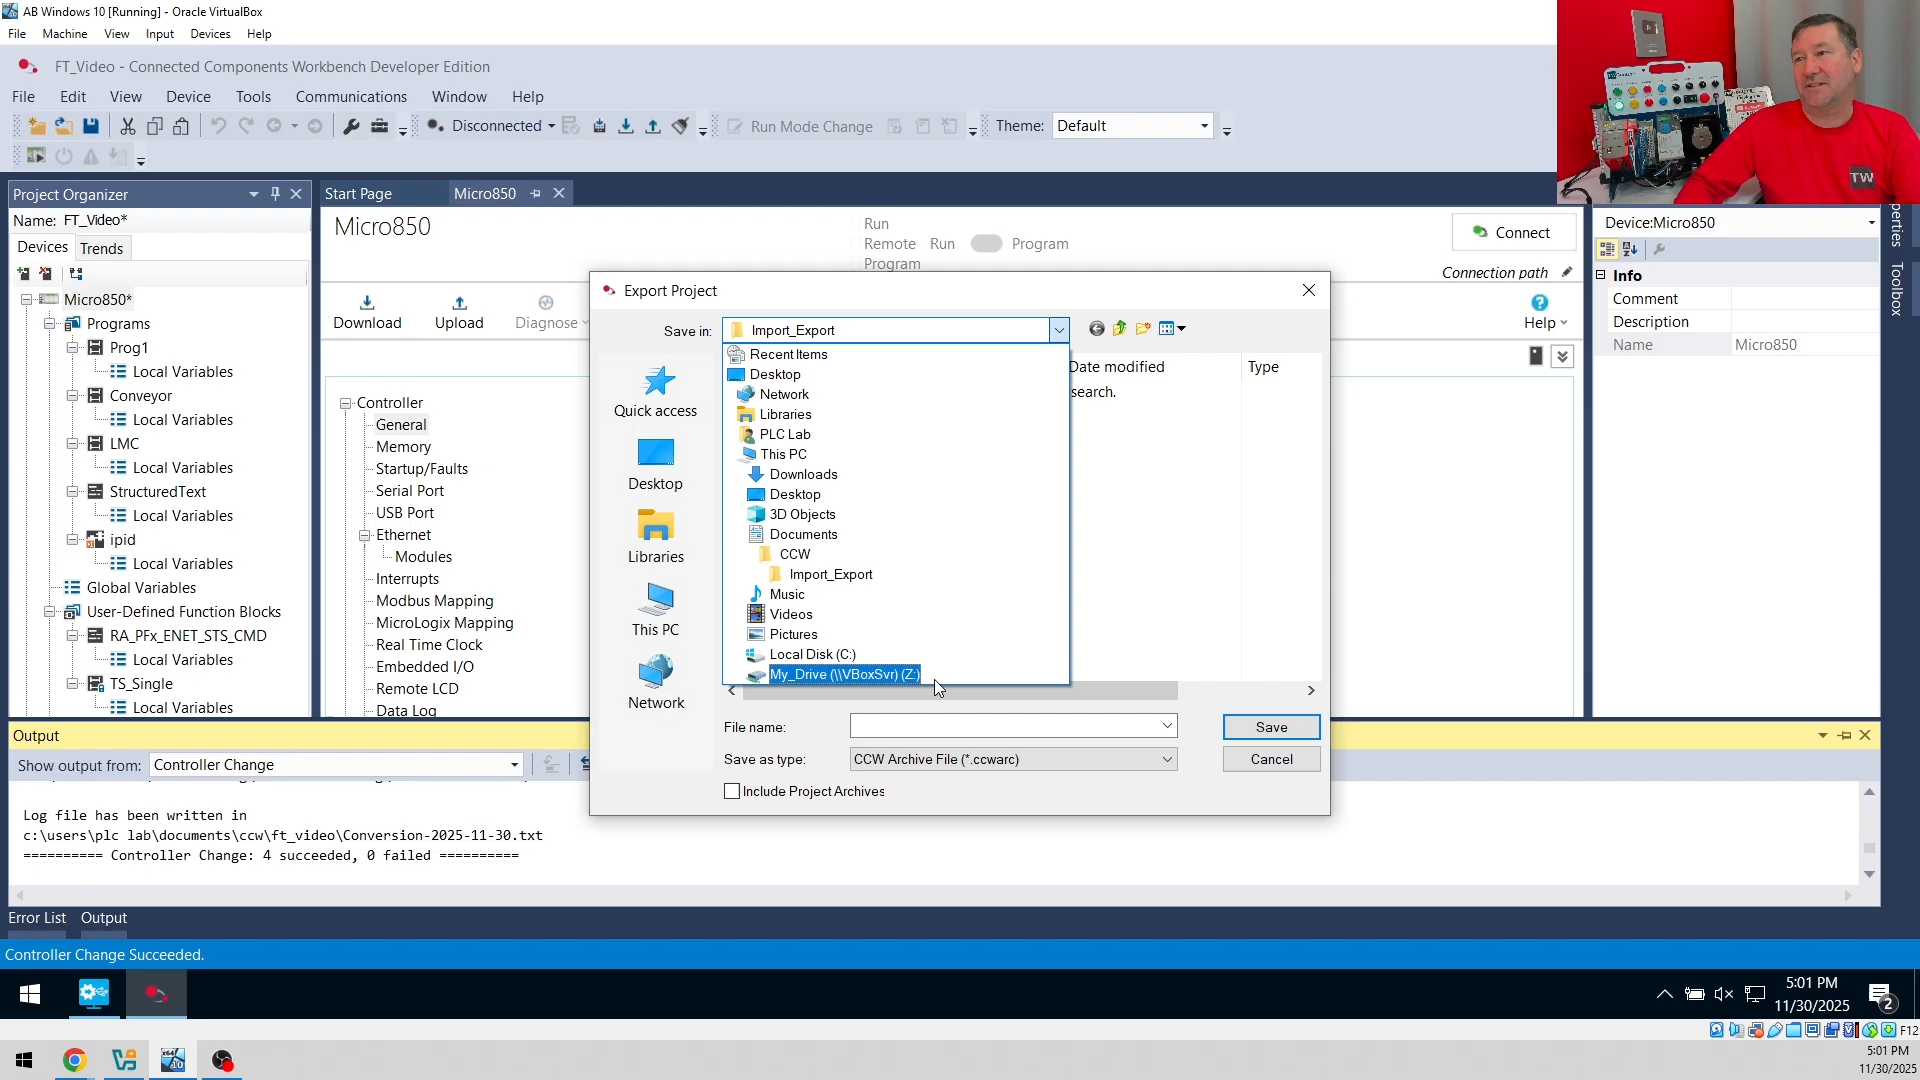 AB Windows 10 [Running] - Oracle VirtualBox
File Machine View Input Devices Help
FT_Video - Connected Components Workbench Developer Edition
File Edit View Device Tools Communications Window Help
Disconnected Run Mode Change Theme: Default
Project Organizer
Name: FT_Video*
Devices Trends
Micro850*
Programs
Prog1
Local Variables
Conveyor
Local Variables
LMC
Local Variables
StructuredText
Local Variables
ipid
Local Variables
Global Variables
User-Defined Function Blocks
RA_PFx_ENET_STS_CMD
Local Variables
TS_Single
Local Variables
Start Page Micro850
Micro850
Run
Remote Run Program
Program
Connect
Connection path
Download Upload Diagnose Help
Controller
General
Memory
Startup/Faults
Serial Port
USB Port
Ethernet
Modules
Interrupts
Modbus Mapping
MicroLogix Mapping
Real Time Clock
Embedded I/O
Remote LCD
Data Log
Export Project
Save in: Import_Export
Quick access
Desktop
Libraries
This PC
Network
Recent Items
Desktop
Network
Libraries
PLC Lab
This PC
Downloads
Desktop
3D Objects
Documents
CCW
Import_Export
Music
Videos
Pictures
Local Disk (C:)
My_Drive (\\VBoxSvr) (Z:)
Date modified Type
search.
File name: Save
Save as type: CCW Archive File (*.ccwarc) Cancel
Include Project Archives
Device:Micro850
Info
Comment
Description
Name Micro850
perties
Toolbox
TW
Output
Show output from: Controller Change
Log file has been written in
c:\users\plc lab\documents\ccw\ft_video\Conversion-2025-11-30.txt
========== Controller Change: 4 succeeded, 0 failed ==========
Error List Output
Controller Change Succeeded.
5:01 PM
11/30/2025
2
F12
5:01 PM
11/30/2025